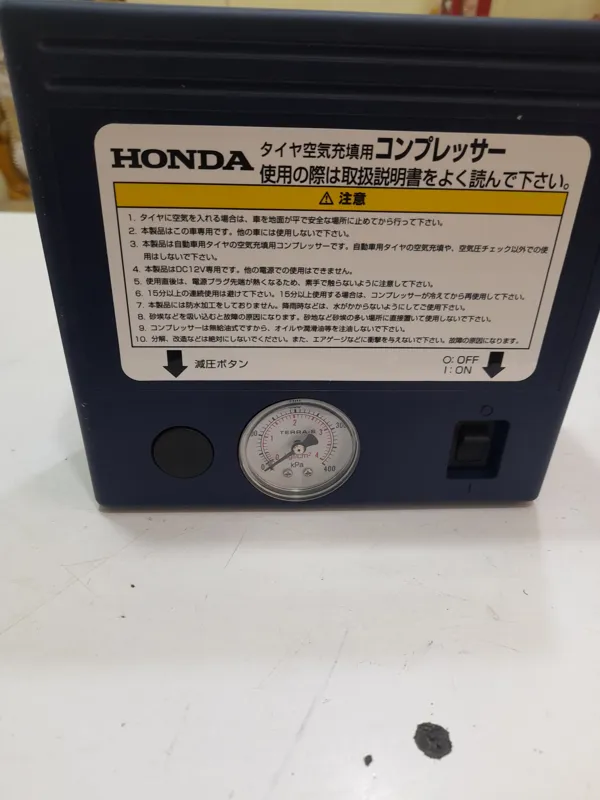 HONDA タイヤ空気充填用コンプレッサー
使用の際は取扱説明書をよく読んで下さい。
⚠ 注意
1. タイヤに空気を入れる場合は、車を地面が平で安全な場所に止めてから行って下さい。
2. 本製品はこの車専用です。他の車には使用しないで下さい。
3. 本製品は自動車用タイヤの空気充填用コンプレッサーです。自動車用タイヤの空気充填や、空気圧チェック以外での使
用はしないで下さい。
4. 本製品はDC12V専用です。他の電源での使用はできません。
5. 使用直後は、電源プラグ先端が熱くなるため、素手で触らないように注意して下さい。
6. 15分以上の連続使用は避けて下さい。15分以上使用する場合は、コンプレッサーが冷えてから再使用して下さい。
7. 本製品には防水加工をしておりません。降雨時などは、水がかからないようにしてご使用下さい。
8. 砂埃などを吸い込むと故障の原因になります。砂地など砂埃の多い場所に直接置いて使用しないで下さい。
9. コンプレッサーは無給油式ですから、オイルや潤滑油等を注油しないで下さい。
10. 分解、改造などは絶対にしないでください。また、エアゲージなどに衝撃を与えないで下さい。故障の原因になります。
減圧ボタン
O: OFF
I: ON
TERRA-S
kPa
400